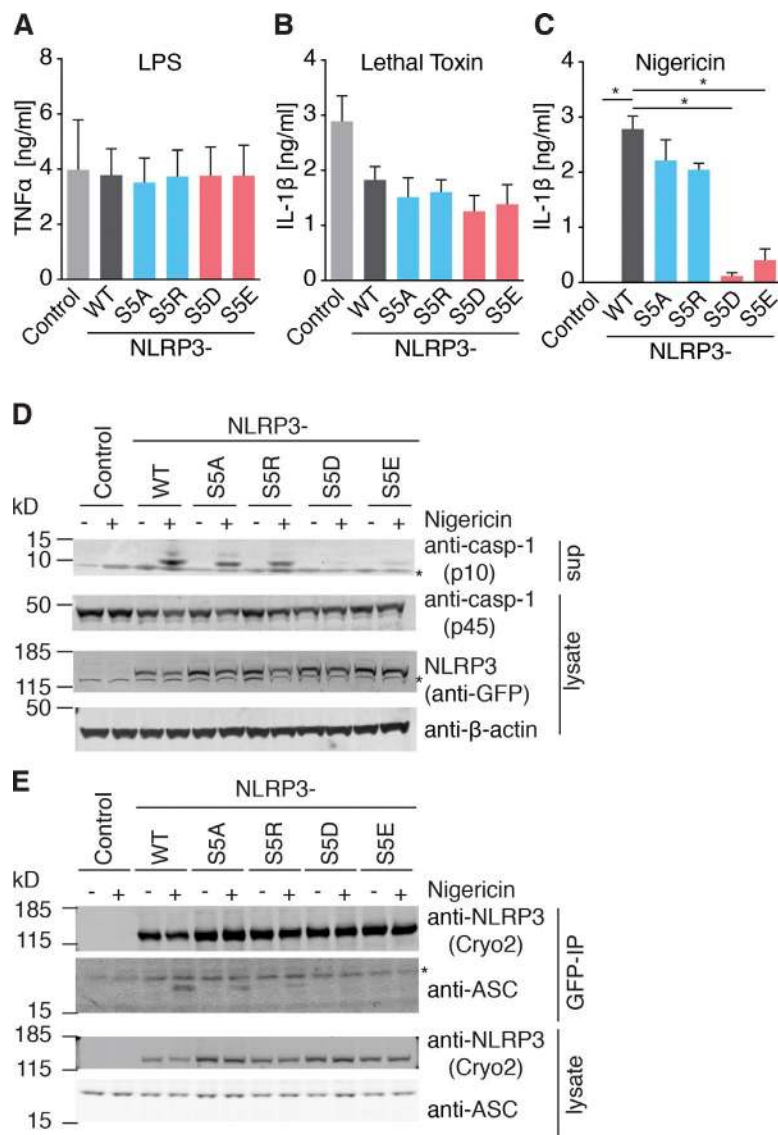 A
LPS
TNFα [ng/ml]
8
6
4
2
0
Control
WT
S5A
S5R
S5D
S5E
NLRP3-
B
Lethal Toxin
IL-1β [ng/ml]
4
3
2
1
0
Control
WT
S5A
S5R
S5D
S5E
NLRP3-
C
Nigericin
IL-1β [ng/ml]
4
3
2
1
0
* * *
Control
WT
S5A
S5R
S5D
S5E
NLRP3-
D
NLRP3-
Control WT S5A S5R S5D S5E
kD
- + - + - + - + - + - + Nigericin
15
10
anti-casp-1
(p10)
*
sup
50
anti-casp-1
(p45)
185
115
NLRP3
*
(anti-GFP)
50
anti-β-actin
lysate
E
NLRP3-
Control WT S5A S5R S5D S5E
kD
- + - + - + - + - + - + Nigericin
185
115
anti-NLRP3
(Cryo2)
*
anti-ASC
15
GFP-IP
185
115
anti-NLRP3
(Cryo2)
anti-ASC
15
lysate